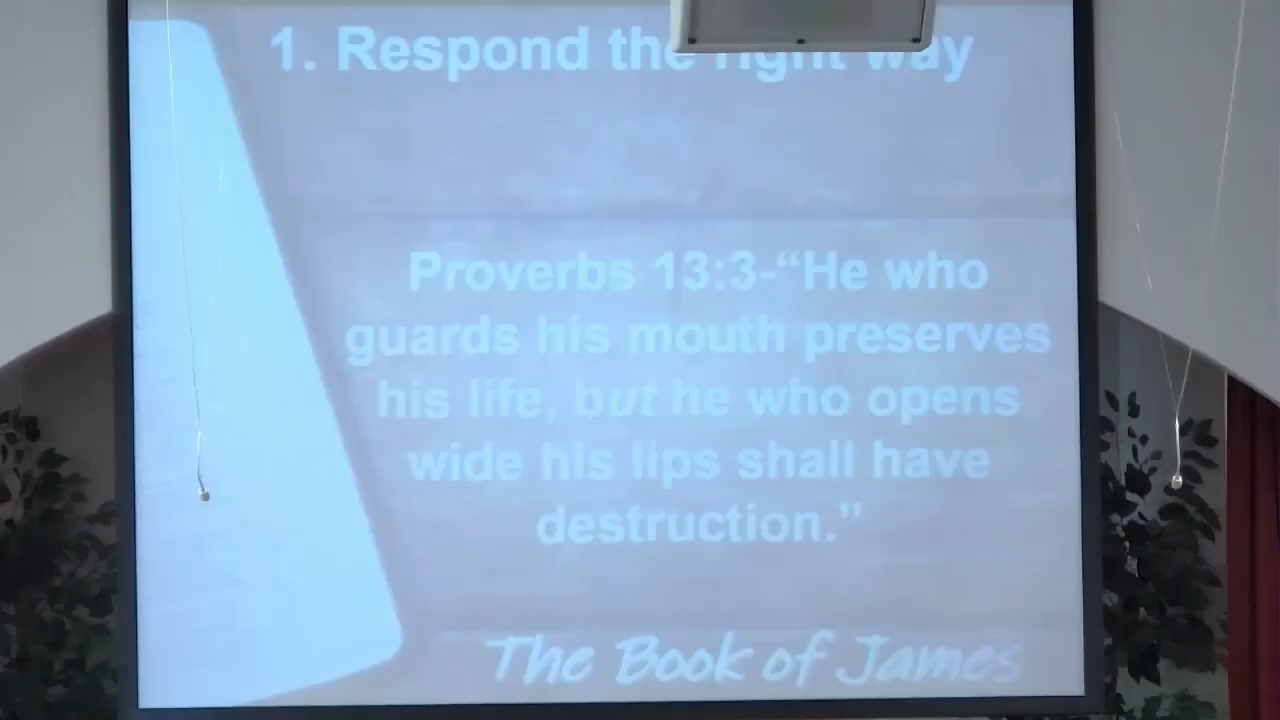 1. Respond the right way
Proverbs 13:3-“He who
guards his mouth preserves
his life, but he who opens
wide his lips shall have
destruction.”
The Book of James